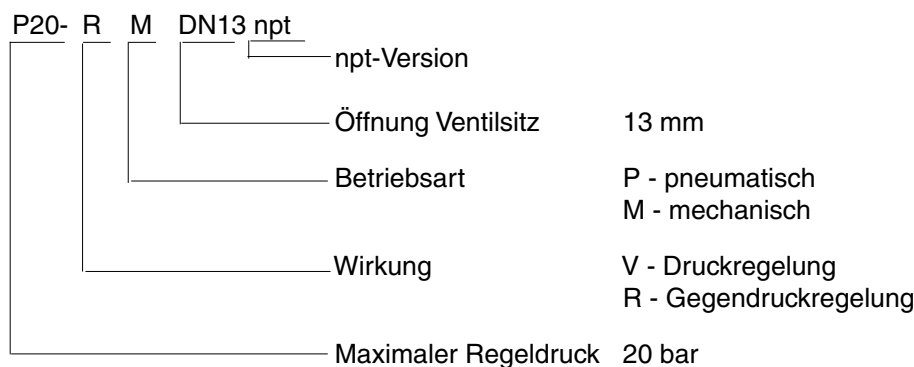 P20- R M DN13 npt
npt-Version
Öffnung Ventilsitz 13 mm
Betriebsart P - pneumatisch
M - mechanisch
Wirkung V - Druckregelung
R - Gegendruckregelung
Maximaler Regeldruck 20 bar